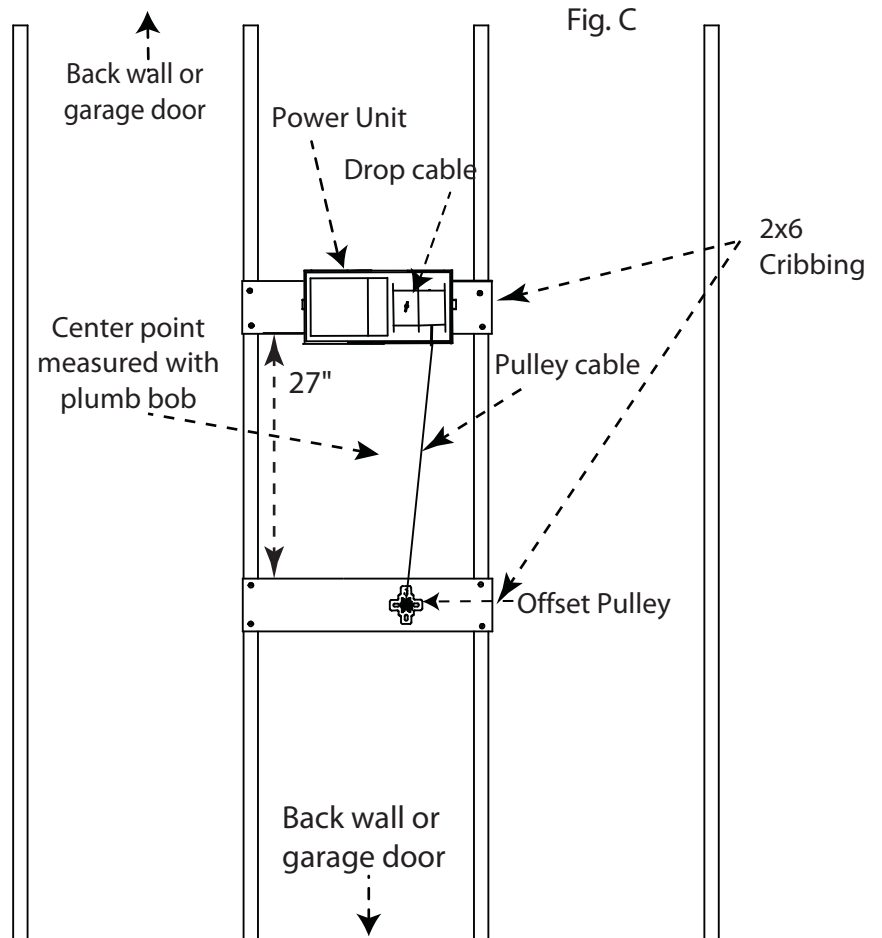 Fig. C
Back wall or
garage door
Power Unit
Drop cable
2x6
Cribbing
Center point
measured with
plumb bob
27"
Pulley cable
Offset Pulley
Back wall or
garage door